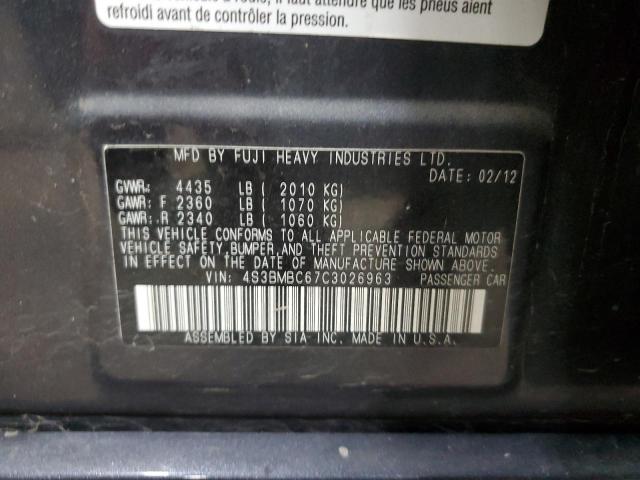 refroidi avant de contrôler la pression.
MFD BY FUJI HEAVY INDUSTRIES LTD.
DATE: 02/12
GVWR: 4435 LB ( 2010 KG)
GAWR: F 2360 LB ( 1070 KG)
GAWR: R 2340 LB ( 1060 KG)
THIS VEHICLE CONFORMS TO ALL APPLICABLE FEDERAL MOTOR
VEHICLE SAFETY, BUMPER, AND THEFT PREVENTION STANDARDS
IN EFFECT ON THE DATE OF MANUFACTURE SHOWN ABOVE.
VIN: 4S3BMBC67C3026963 PASSENGER CAR
ASSEMBLED BY SIA INC. MADE IN U.S.A.